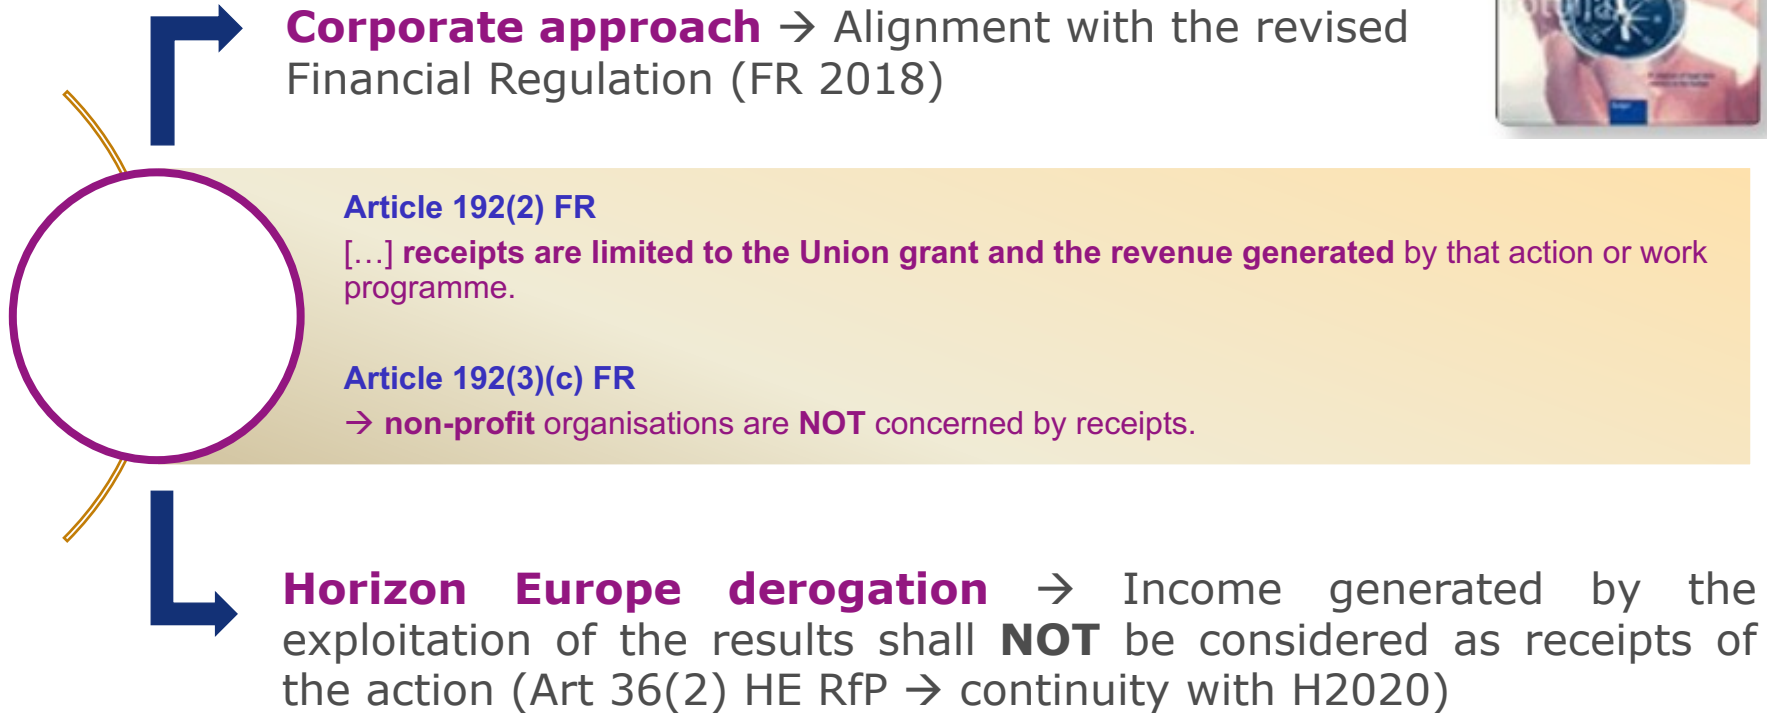 Corporate approach → Alignment with the revised
Financial Regulation (FR 2018)
Article 192(2) FR
[…] receipts are limited to the Union grant and the revenue generated by that action or work
programme.
Article 192(3)(c) FR
→ non-profit organisations are NOT concerned by receipts.
Horizon Europe derogation → Income generated by the
exploitation of the results shall NOT be considered as receipts of
the action (Art 36(2) HE RfP → continuity with H2020)